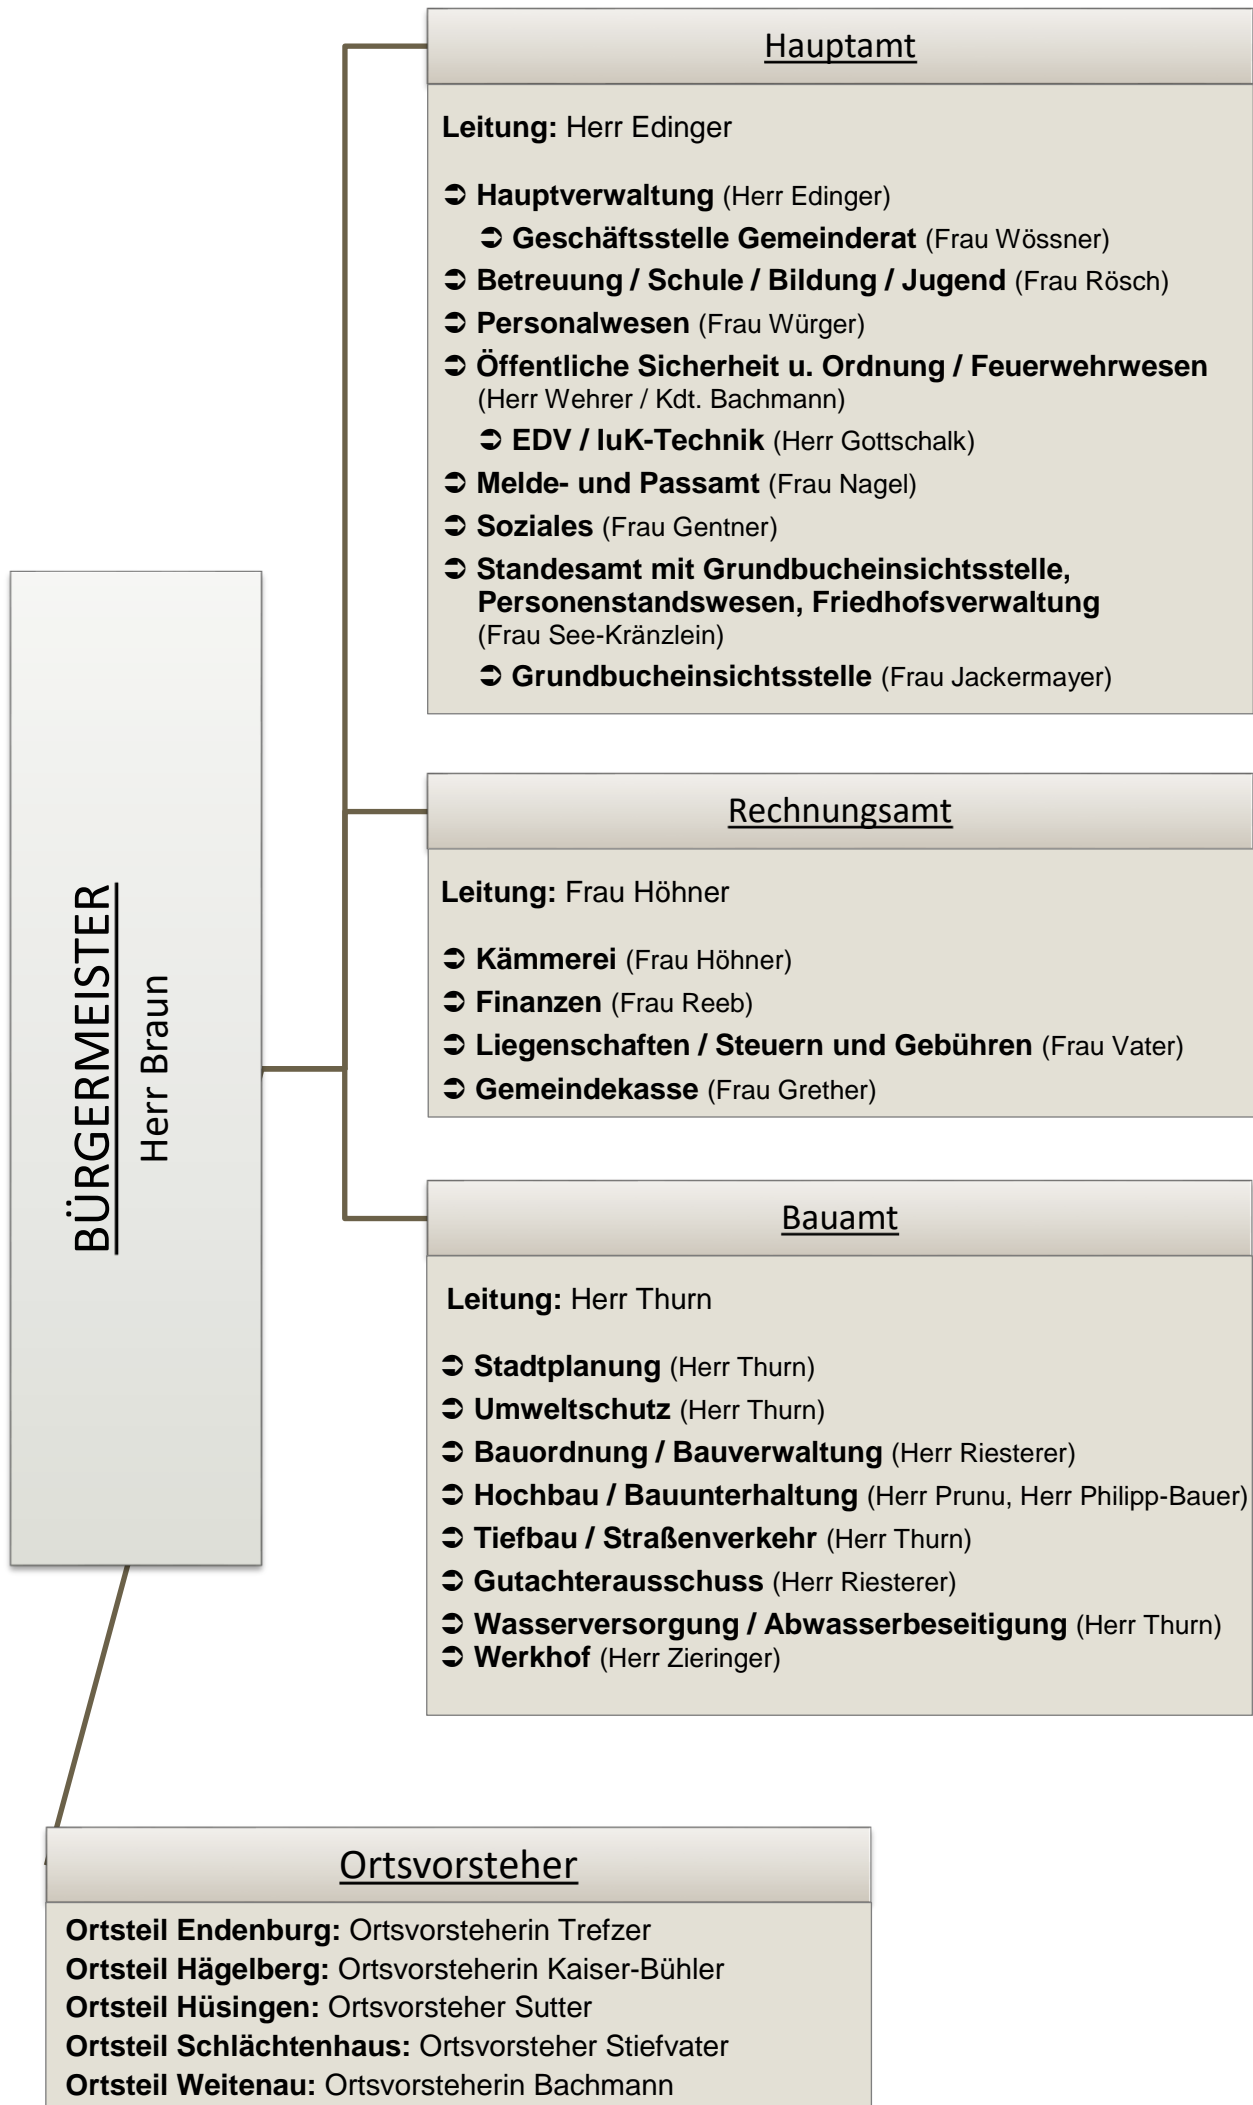 Hauptamt
Leitung: Herr Edinger
➲ Hauptverwaltung (Herr Edinger)
➲ Geschäftsstelle Gemeinderat (Frau Wössner)
➲ Betreuung / Schule / Bildung / Jugend (Frau Rösch)
➲ Personalwesen (Frau Würger)
➲ Öffentliche Sicherheit u. Ordnung / Feuerwehrwesen
(Herr Wehrer / Kdt. Bachmann)
➲ EDV / IuK-Technik (Herr Gottschalk)
➲ Melde- und Passamt (Frau Nagel)
➲ Soziales (Frau Gentner)
➲ Standesamt mit Grundbucheinsichtsstelle,
Personenstandswesen, Friedhofsverwaltung
(Frau See-Kränzlein)
➲ Grundbucheinsichtsstelle (Frau Jackermayer)
BÜRGERMEISTER
Herr Braun
Rechnungsamt
Leitung: Frau Höhner
➲ Kämmerei (Frau Höhner)
➲ Finanzen (Frau Reeb)
➲ Liegenschaften / Steuern und Gebühren (Frau Vater)
➲ Gemeindekasse (Frau Grether)
Bauamt
Leitung: Herr Thurn
➲ Stadtplanung (Herr Thurn)
➲ Umweltschutz (Herr Thurn)
➲ Bauordnung / Bauverwaltung (Herr Riesterer)
➲ Hochbau / Bauunterhaltung (Herr Prunu, Herr Philipp-Bauer)
➲ Tiefbau / Straßenverkehr (Herr Thurn)
➲ Gutachterausschuss (Herr Riesterer)
➲ Wasserversorgung / Abwasserbeseitigung (Herr Thurn)
➲ Werkhof (Herr Zieringer)
Ortsvorsteher
Ortsteil Endenburg: Ortsvorsteherin Trefzer
Ortsteil Hägelberg: Ortsvorsteherin Kaiser-Bühler
Ortsteil Hüsingen: Ortsvorsteher Sutter
Ortsteil Schlächtenhaus: Ortsvorsteher Stiefvater
Ortsteil Weitenau: Ortsvorsteherin Bachmann